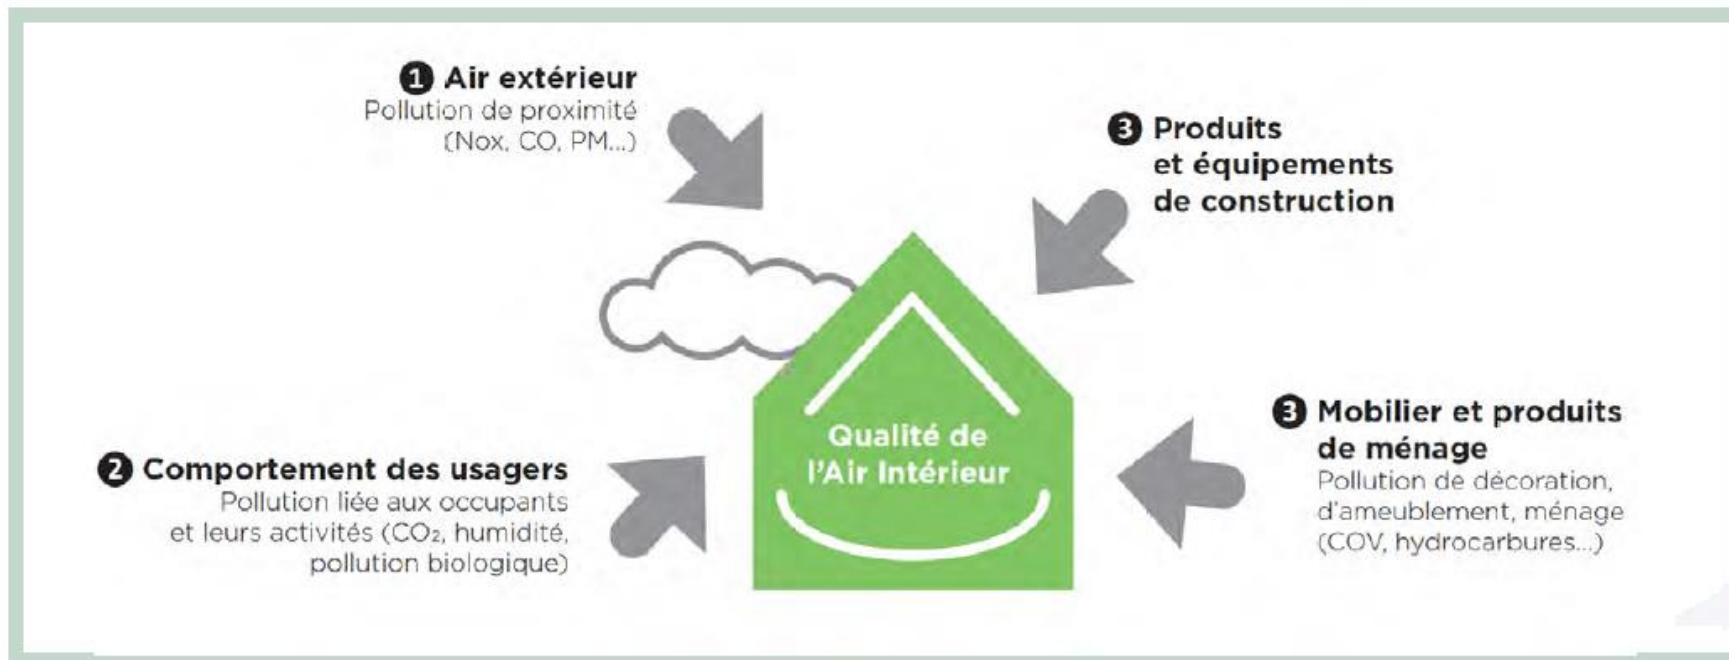 ❶ Air extérieur
Pollution de proximité
(Nox, CO, PM...)
❸ Produits
et équipements
de construction
Qualité de
l'Air Intérieur
❷ Comportement des usagers
Pollution liée aux occupants
et leurs activités (CO₂, humidité,
pollution biologique)
❸ Mobilier et produits
de ménage
Pollution de décoration,
d'ameublement, ménage
(COV, hydrocarbures...)